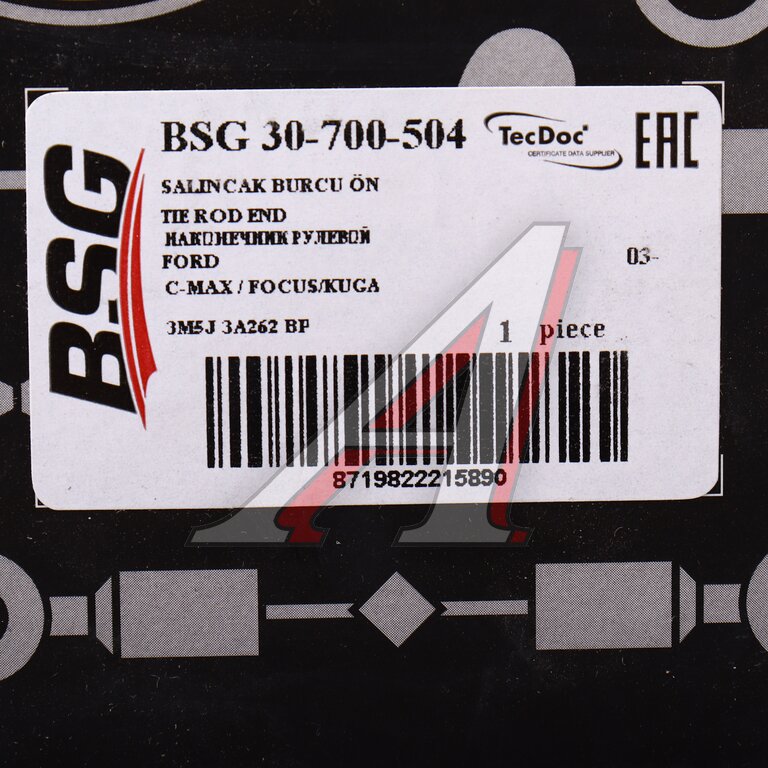 BSG
BSG 30-700-504
TecDoc
CERTIFICATE DATA SUPPLIER
EAC
SALINCAK BURCU ÖN
TIE ROD END
НАКОНЕЧНИК РУЛЕВОЙ
FORD
03-
C-MAX / FOCUS/KUGA
3M5J 3A262 BF
1 piece
8719822215890